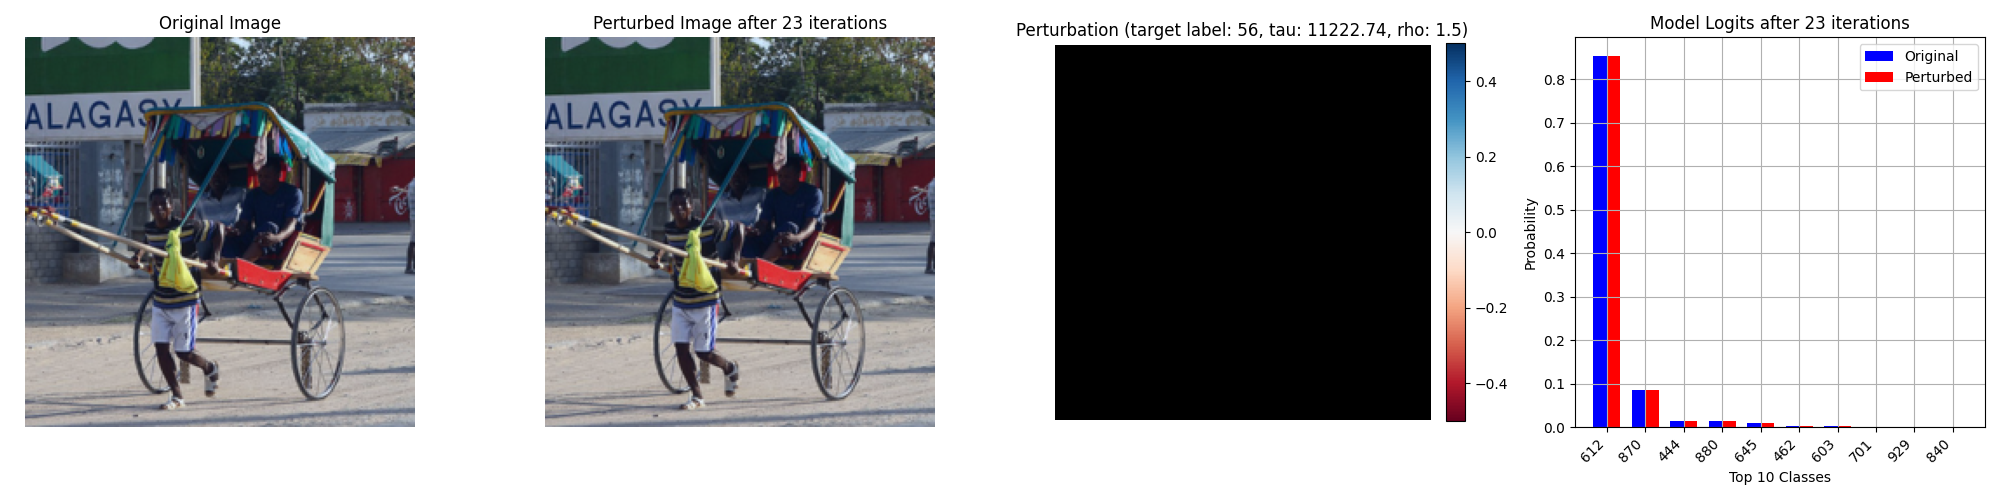 Original Image
ALAGASY
Perturbed Image after 23 iterations
ALAGASY
Perturbation (target label: 56, tau: 11222.74, rho: 1.5)
0.4
0.2
0.0
−0.2
−0.4
Model Logits after 23 iterations
Original
Perturbed
Probability
0.8
0.7
0.6
0.5
0.4
0.3
0.2
0.1
0.0
612
870
444
880
645
462
603
701
929
840
Top 10 Classes